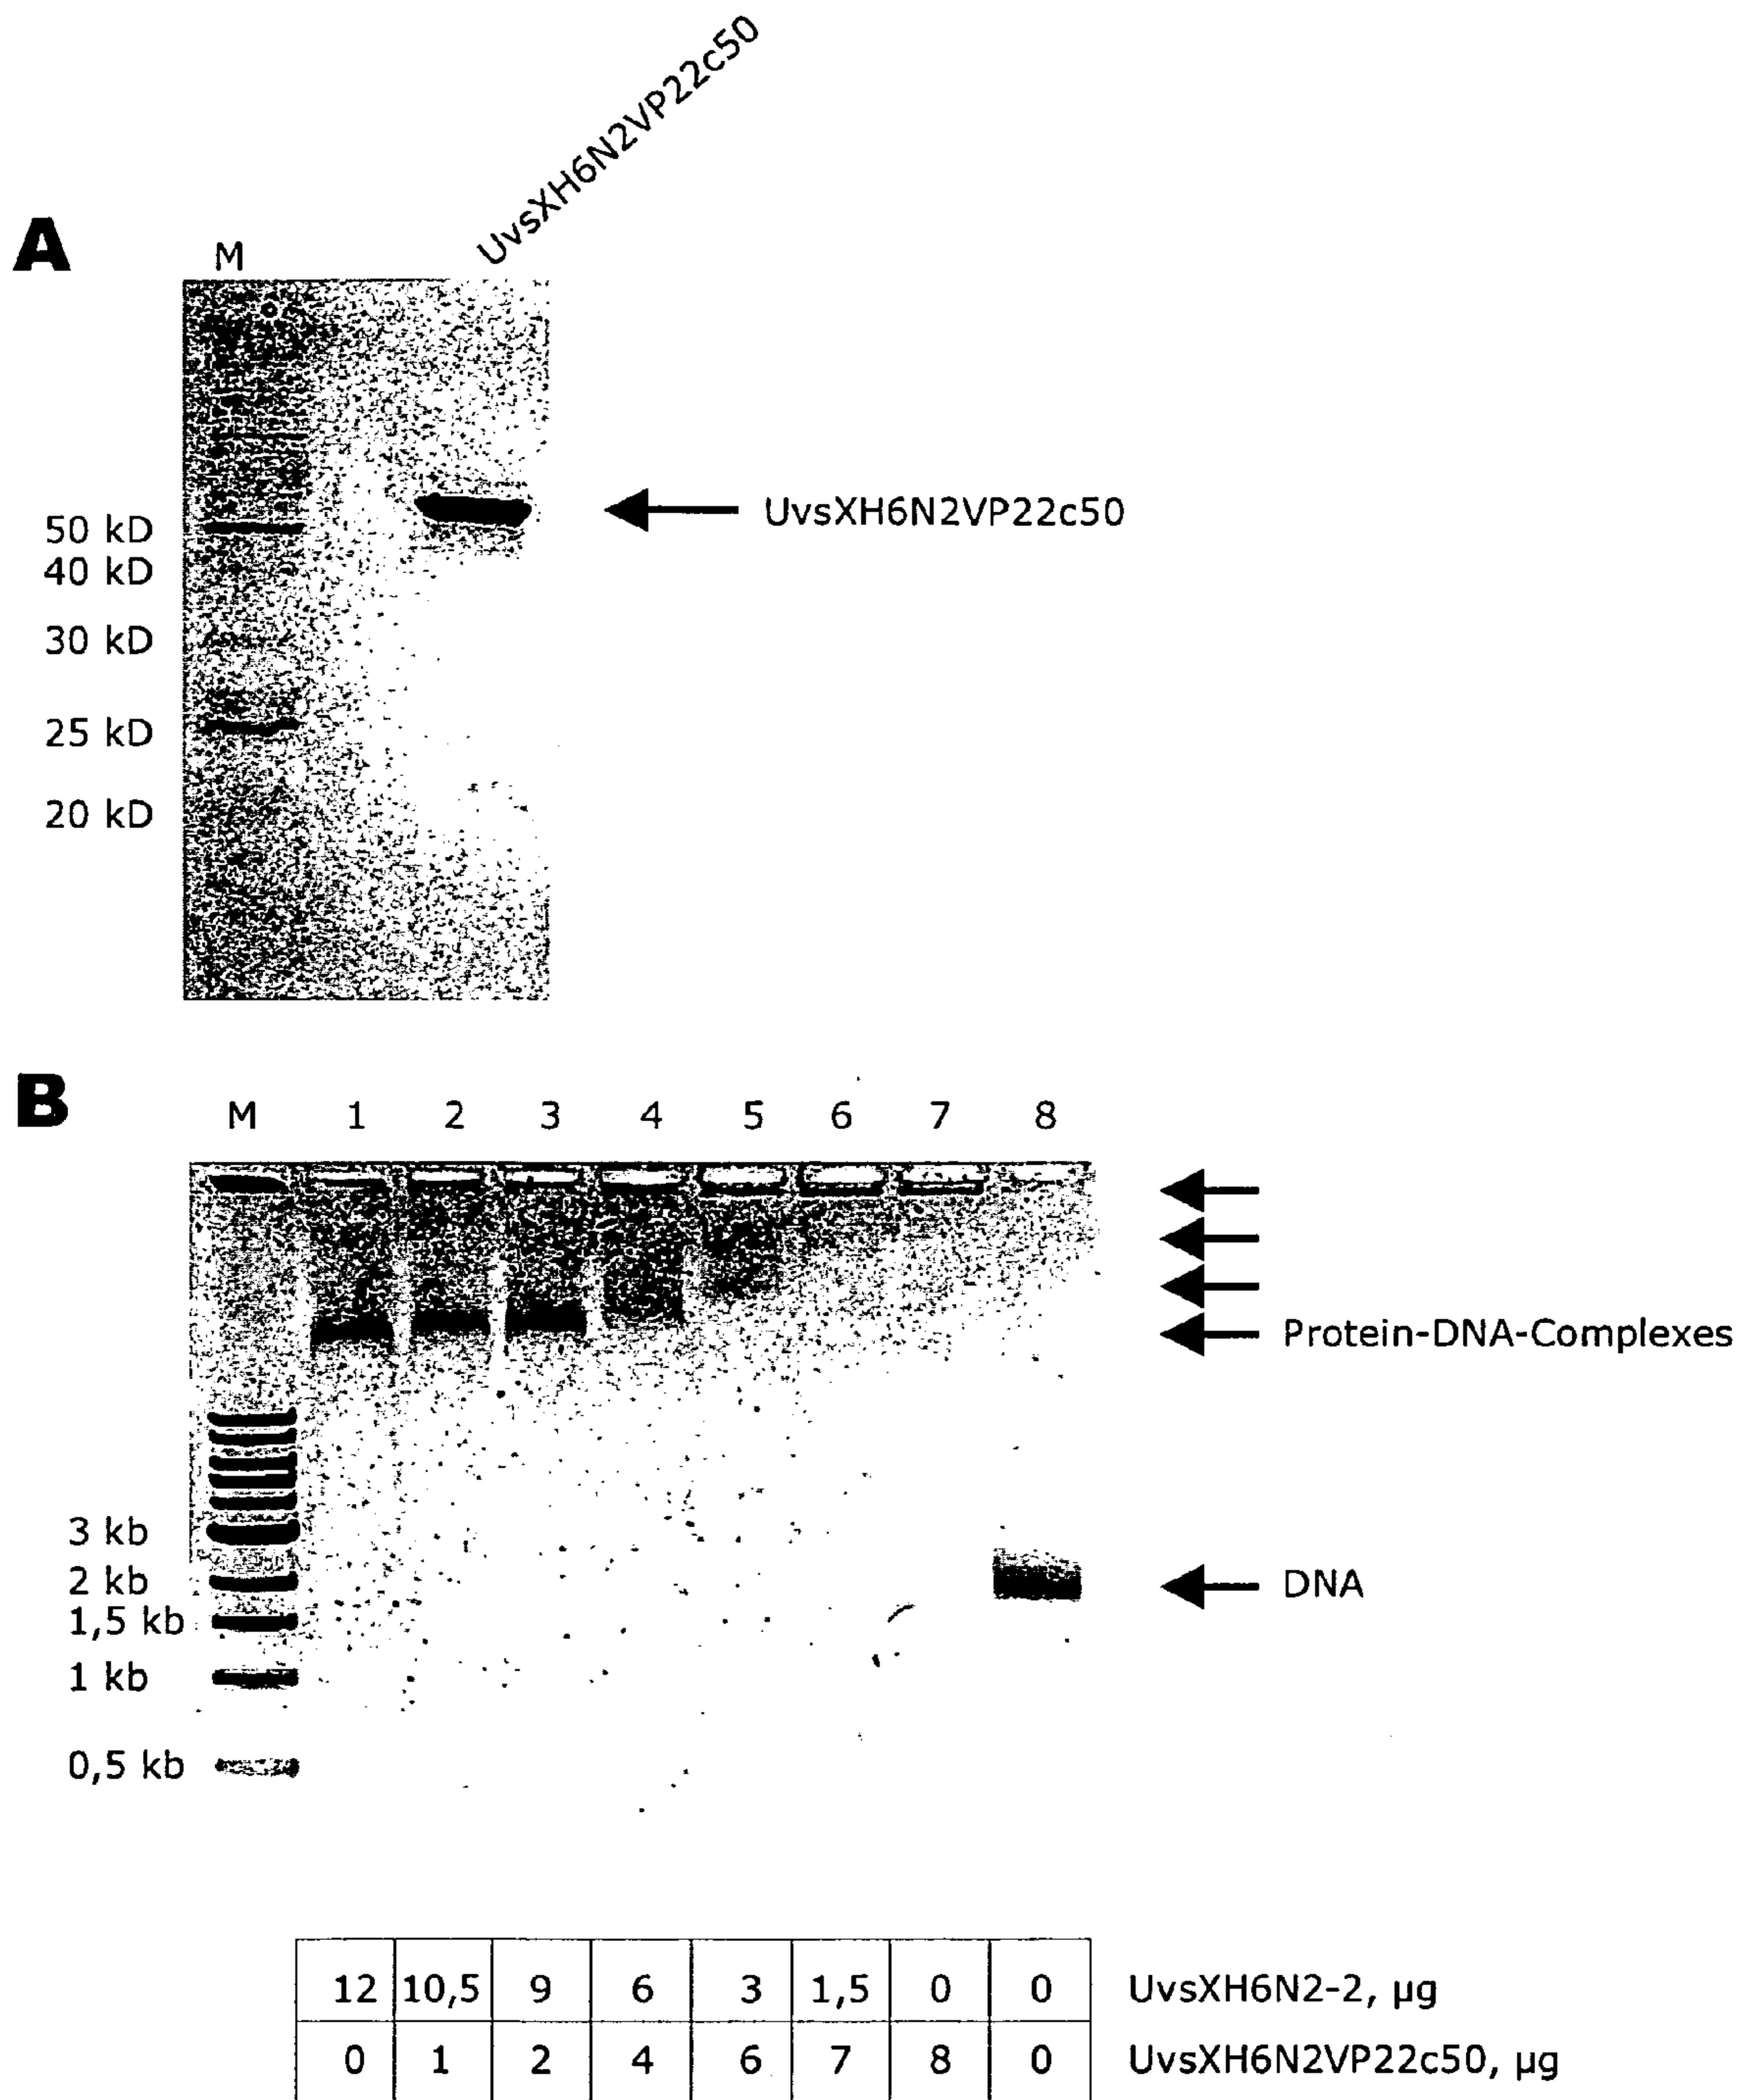 UvsXH6N2VP22c50
A
M
50 kD
UvsXH6N2VP22c50
40 kD
30 kD
25 kD
20 kD
B
M 1 2 3 4 5 6 7 8
Protein-DNA-Complexes
3 kb
2 kb
DNA
1,5 kb
1 kb
0,5 kb
12 10,5 9 6 3 1,5 0 0 UvsXH6N2-2, µg
0 1 2 4 6 7 8 0 UvsXH6N2VP22c50, µg